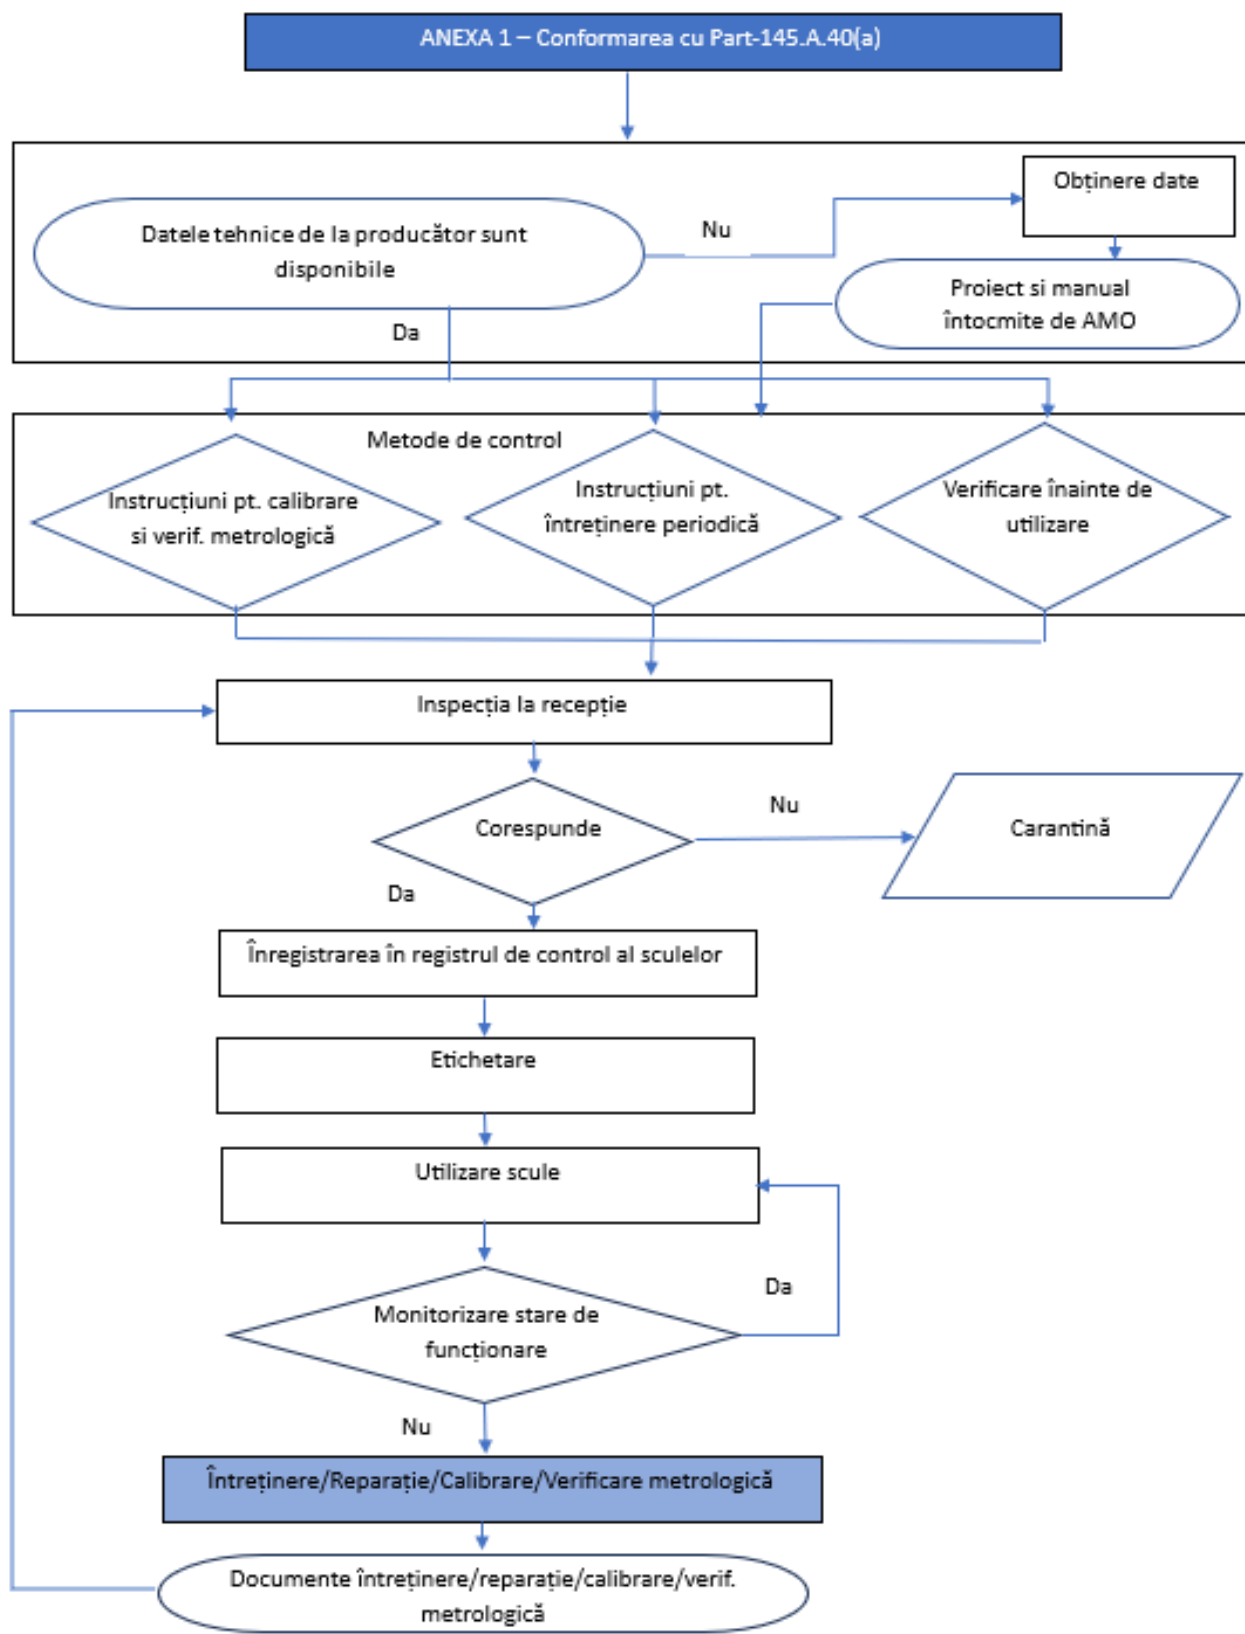 ANEXA 1 – Conformarea cu Part-145.A.40(a)
Obținere date
Nu
Datele tehnice de la producător sunt
disponibile
Proiect si manual
întocmite de AMO
Da
Metode de control
Instrucțiuni pt. calibrare
si verif. metrologică
Instrucțiuni pt.
întreținere periodică
Verificare înainte de
utilizare
Inspecția la recepție
Corespunde
Nu
Carantină
Da
Înregistrarea în registrul de control al sculelor
Etichetare
Utilizare scule
Monitorizare stare de
funcționare
Da
Nu
Întreținere/Reparație/Calibrare/Verificare metrologică
Documente întreținere/reparație/calibrare/verif.
metrologică